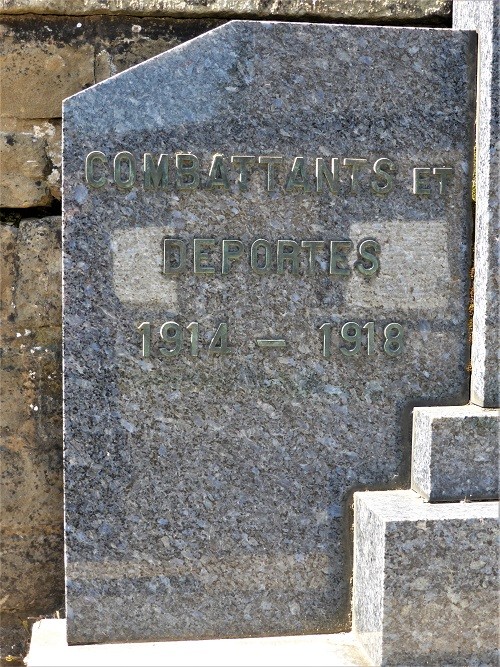 COMBATTANTS ET
DEPORTES
1914 – 1918